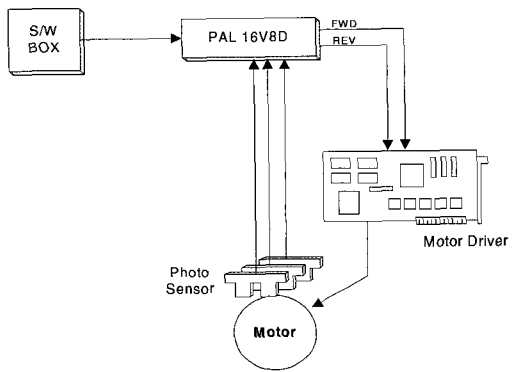 S/W
BOX
PAL 16V8D
FWD
REV
Motor Driver
Photo
Sensor
Motor